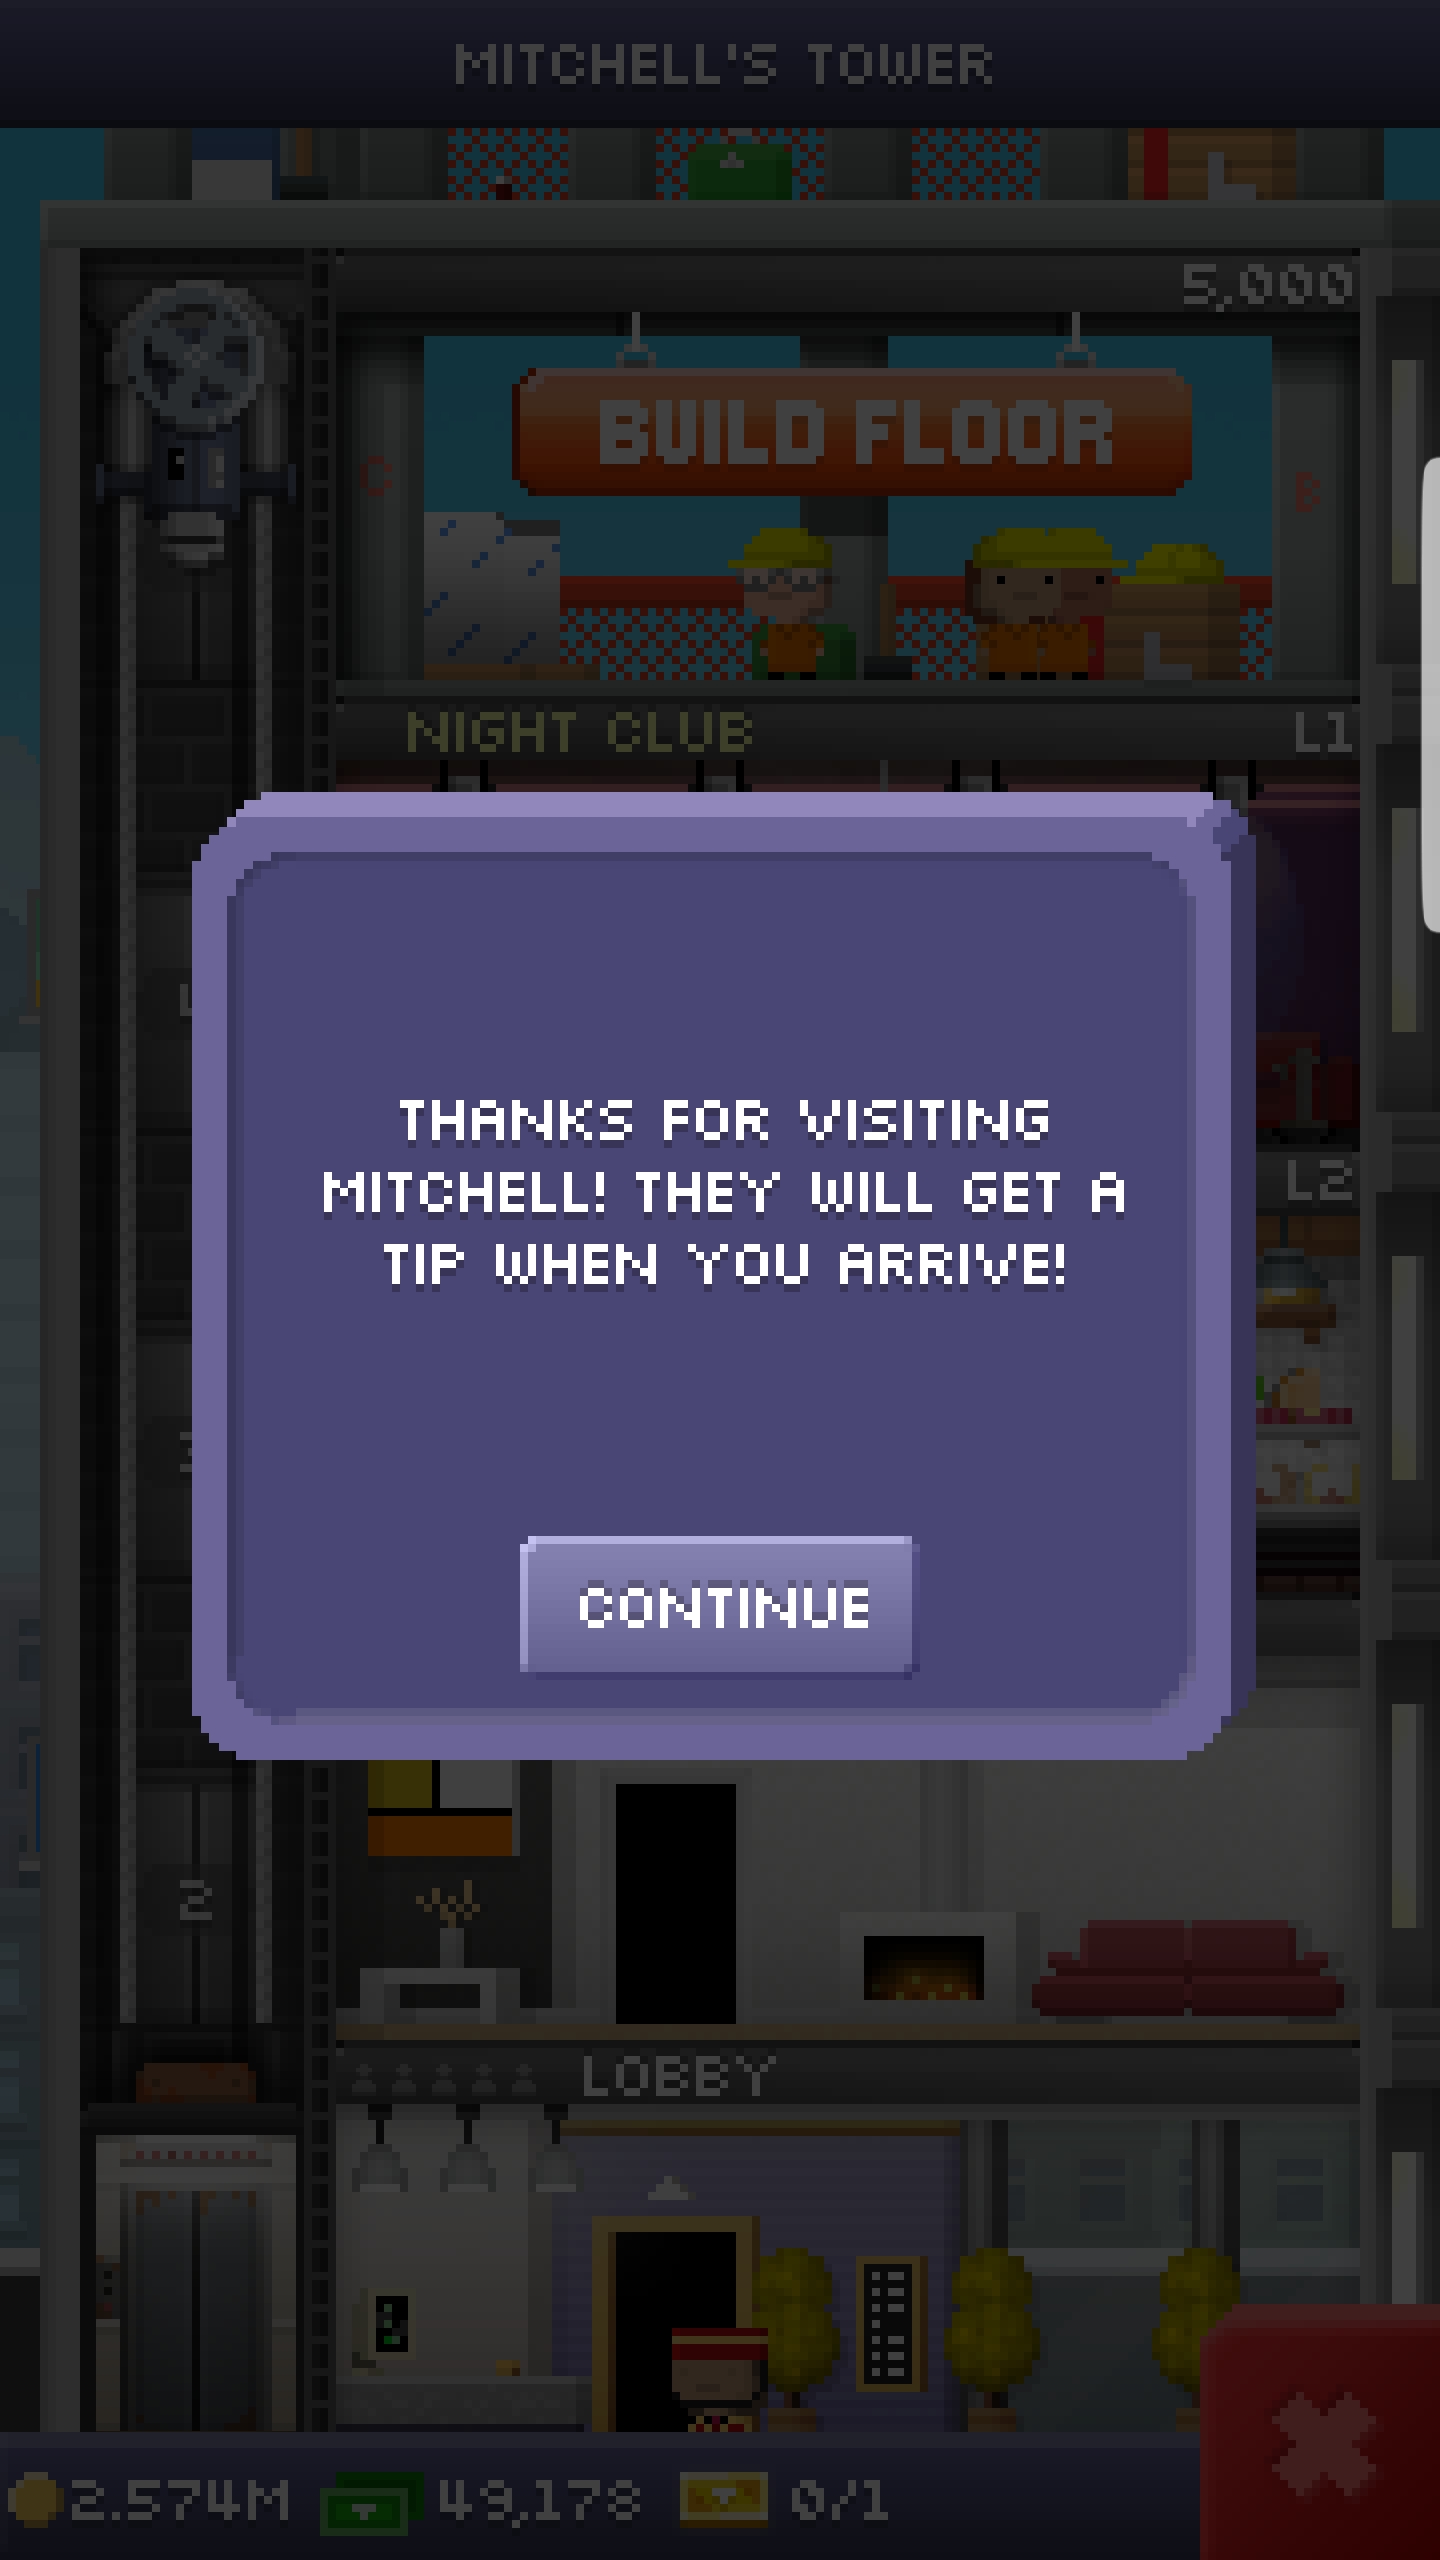 MITCHELL'S TOWER
5,000
BUILD FLOOR
C
B
NIGHT CLUB
L1
THANKS FOR VISITING
MITCHELL! THEY WILL GET A
TIP WHEN YOU ARRIVE!
L2
CONTINUE
2
LOBBY
2.574M
49,178
0/1